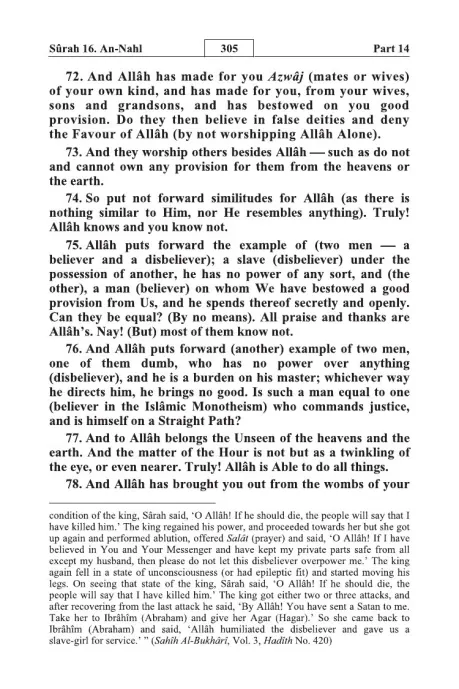 Sûrah 16. An-Nahl 305 Part 14
72. And Allâh has made for you Azwâj (mates or wives)
of your own kind, and has made for you, from your wives,
sons and grandsons, and has bestowed on you good
provision. Do they then believe in false deities and deny
the Favour of Allâh (by not worshipping Allâh Alone).
73. And they worship others besides Allâh — such as do not
and cannot own any provision for them from the heavens or
the earth.
74. So put not forward similitudes for Allâh (as there is
nothing similar to Him, nor He resembles anything). Truly!
Allâh knows and you know not.
75. Allâh puts forward the example of (two men — a
believer and a disbeliever); a slave (disbeliever) under the
possession of another, he has no power of any sort, and (the
other), a man (believer) on whom We have bestowed a good
provision from Us, and he spends thereof secretly and openly.
Can they be equal? (By no means). All praise and thanks are
Allâh's. Nay! (But) most of them know not.
76. And Allâh puts forward (another) example of two men,
one of them dumb, who has no power over anything
(disbeliever), and he is a burden on his master; whichever way
he directs him, he brings no good. Is such a man equal to one
(believer in the Islâmic Monotheism) who commands justice,
and is himself on a Straight Path?
77. And to Allâh belongs the Unseen of the heavens and the
earth. And the matter of the Hour is not but as a twinkling of
the eye, or even nearer. Truly! Allâh is Able to do all things.
78. And Allâh has brought you out from the wombs of your
condition of the king, Sârah said, 'O Allâh! If he should die, the people will say that I
have killed him.' The king regained his power, and proceeded towards her but she got
up again and performed ablution, offered Salât (prayer) and said, 'O Allâh! If I have
believed in You and Your Messenger and have kept my private parts safe from all
except my husband, then please do not let this disbeliever overpower me.' The king
again fell in a state of unconsciousness (or had epileptic fit) and started moving his
legs. On seeing that state of the king, Sârah said, 'O Allâh! If he should die, the
people will say that I have killed him.' The king got either two or three attacks, and
after recovering from the last attack he said, 'By Allâh! You have sent a Satan to me.
Take her to Ibrâhîm (Abraham) and give her Agar (Hagar).' So she came back to
Ibrâhîm (Abraham) and said, 'Allâh humiliated the disbeliever and gave us a
slave-girl for service.' " (Sahîh Al-Bukhârî, Vol. 3, Hadîth No. 420)